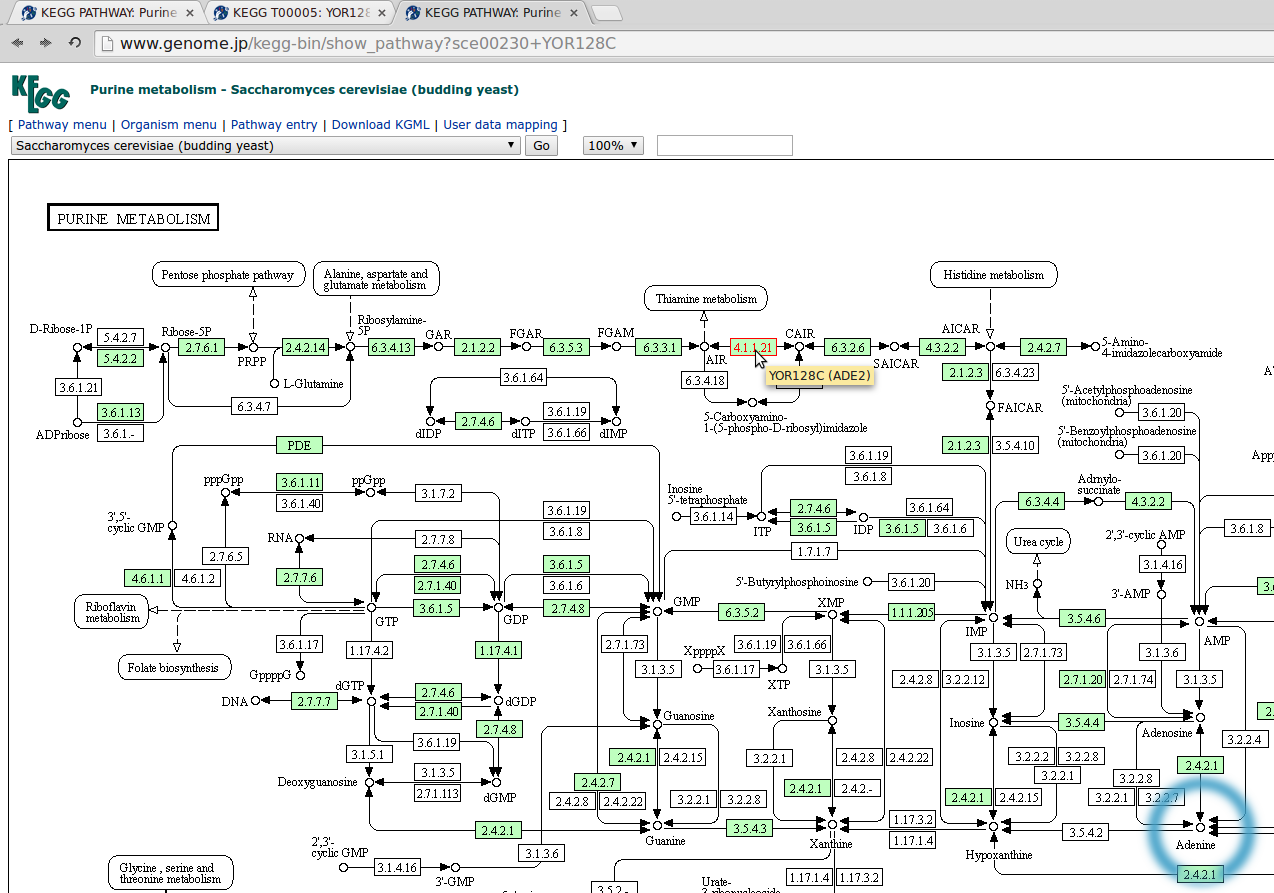 KEGG PATHWAY: Purine
KEGG T00005: YOR128
KEGG PATHWAY: Purine
www.genome.jp/kegg-bin/show_pathway?sce00230+YOR128C
KEGG
Purine metabolism - Saccharomyces cerevisiae (budding yeast)
[ Pathway menu | Organism menu | Pathway entry | Download KGML | User data mapping ]
Saccharomyces cerevisiae (budding yeast) Go 100%
PURINE METABOLISM
Pentose phosphate pathway
Alanine, aspartate and
glutamate metabolism
Thiamine metabolism
Histidine metabolism
D-Ribose-1P
5.4.2.7
5.4.2.2
Ribose-5P
2.7.6.1
PRPP
2.4.2.14
Ribosylamine-
5P
6.3.4.13
GAR
2.1.2.2
FGAR
6.3.5.3
FGAM
6.3.3.1
AIR
4.1.1.21
CAIR
6.3.2.6
SAICAR
4.3.2.2
AICAR
2.4.2.7
5-Amino-
4-imidazolecarboxyamide
YOR128C (ADE2)
L-Glutamine
6.3.4.7
3.6.1.21
3.6.1.13
3.6.1.-
ADPribose
3.6.1.64
dIDP
2.7.4.6
dITP
3.6.1.19
3.6.1.66
dIMP
6.3.4.18
5-Carboxyamino-
1-(5-phospho-D-ribosyl)imidazole
2.1.2.3
6.3.4.23
FAICAR
2.1.2.3
3.5.4.10
5'-Acetylphosphoadenosine
(mitochondria)
3.6.1.20
5'-Benzoylphosphoadenosine
(mitochondria)
3.6.1.20
PDE
pppGpp
3.6.1.11
3.6.1.40
ppGpp
3.1.7.2
3',5'-
cyclic GMP
RNA
2.7.7.8
3.6.1.19
3.6.1.8
2.7.6.5
4.6.1.1
4.6.1.2
2.7.7.6
2.7.4.6
2.7.1.40
3.6.1.5
3.6.1.6
Inosine
5'-tetraphosphate
3.6.1.14
ITP
3.6.1.19
3.6.1.8
2.7.4.6
3.6.1.5
IDP
3.6.1.64
3.6.1.5
3.6.1.6
1.7.1.7
5'-Butyrylphosphoinosine
3.6.1.20
6.3.4.4
Admylo-
succinate
4.3.2.2
Urea cycle
NH3
2',3'-cyclic AMP
3.1.4.16
3'-AMP
3.6.1.8
Riboflavin
metabolism
Folate biosynthesis
GTP
3.6.1.5
GDP
2.7.4.8
GMP
6.3.5.2
XMP
1.1.1.205
IMP
3.5.4.6
AMP
3.6.1.17
GppppG
1.17.4.2
1.17.4.1
2.7.1.73
3.1.3.5
3.6.1.19
3.6.1.66
XppppX
3.6.1.17
XTP
3.1.3.5
2.4.2.8
3.2.2.12
3.1.3.5
2.7.1.73
2.7.1.20
2.7.1.74
3.1.3.6
3.1.3.5
DNA
2.7.7.7
dGTP
2.7.4.6
2.7.1.40
dGDP
2.7.4.8
Guanosine
Xanthosine
Inosine
3.5.4.4
Adenosine
3.2.2.4
3.1.5.1
3.6.1.19
Deoxyguanosine
3.1.3.5
2.7.1.113
dGMP
2.4.2.1
2.4.2.15
2.4.2.7
2.4.2.8
2.4.2.22
3.2.2.1
3.2.2.8
3.2.2.1
2.4.2.1
2.4.2.8
2.4.2.22
2.4.2.-
2.4.2.1
2.4.2.15
3.2.2.2
3.2.2.8
3.2.2.1
3.2.2.8
3.2.2.1
3.2.2.7
2.4.2.1
2.4.2.1
Guanine
3.5.4.3
Xanthine
1.17.3.2
1.17.1.4
Hypoxanthine
3.5.4.2
Adenine
2.4.2.1
2',3'-
cyclic GMP
3.1.4.16
3'-GMP
3.1.3.6
Glycine , serine and
threonine metabolism
3.5.2.-
Urate-
1.17.1.4
1.17.3.2